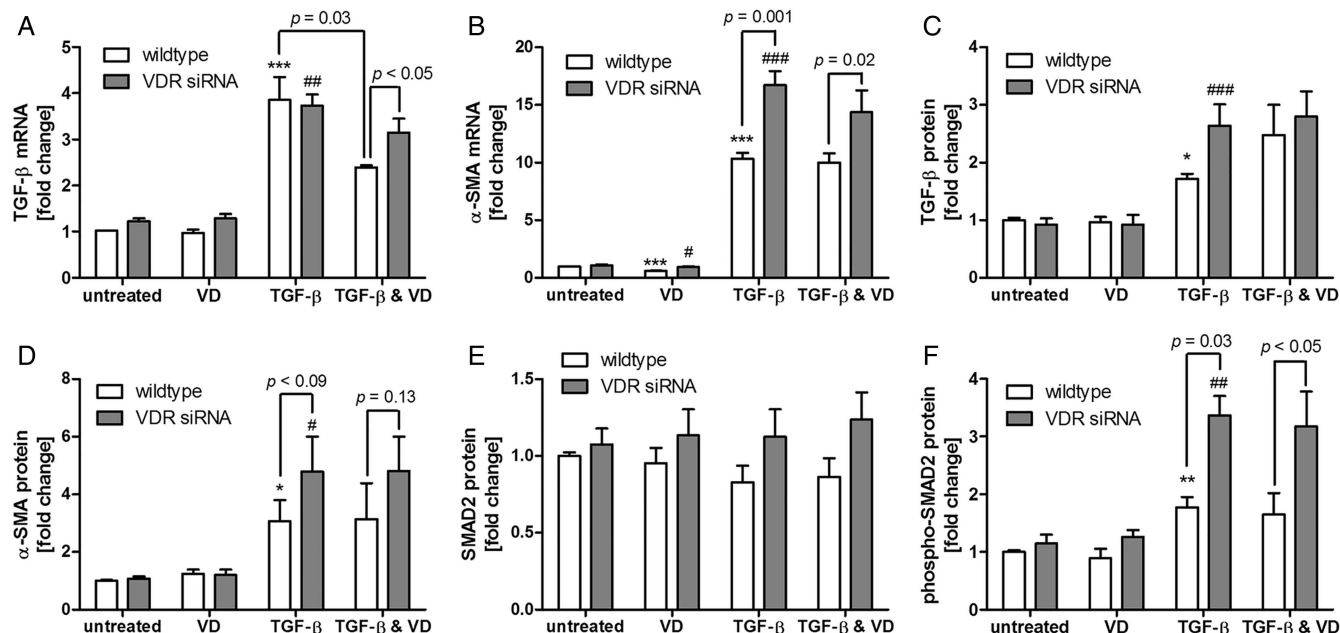 A
TGF-β mRNA
[fold change]
5
4
3
2
1
0
wildtype
VDR siRNA
p = 0.03
p < 0.05
***
##
untreated
VD
TGF-β
TGF-β & VD
B
α-SMA mRNA
[fold change]
20
15
10
5
0
wildtype
VDR siRNA
p = 0.001
p = 0.02
***
#
***
###
untreated
VD
TGF-β
TGF-β & VD
C
TGF-β protein
[fold change]
4
3
2
1
0
wildtype
VDR siRNA
*
###
untreated
VD
TGF-β
TGF-β & VD
D
α-SMA protein
[fold change]
8
6
4
2
0
wildtype
VDR siRNA
p < 0.09
p = 0.13
*
#
untreated
VD
TGF-β
TGF-β & VD
E
SMAD2 protein
[fold change]
1.5
1.0
0.5
0.0
wildtype
VDR siRNA
untreated
VD
TGF-β
TGF-β & VD
F
phospho-SMAD2 protein
[fold change]
4
3
2
1
0
wildtype
VDR siRNA
p = 0.03
p < 0.05
**
##
untreated
VD
TGF-β
TGF-β & VD